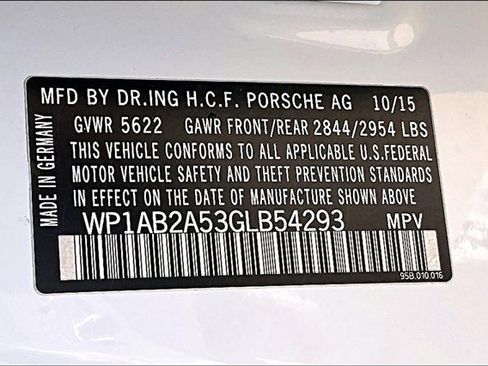 MFD BY DR.ING H.C.F. PORSCHE AG 10/15
GVWR 5622 GAWR FRONT/REAR 2844/2954 LBS
THIS VEHICLE CONFORMS TO ALL APPLICABLE U.S.FEDERAL
MOTOR VEHICLE SAFETY AND THEFT PREVENTION STANDARDS
IN EFFECT ON THE DATE OF MANUFACTURE SHOWN ABOVE.
WP1AB2A53GLB54293 MPV
95B.010.016
MADE IN GERMANY